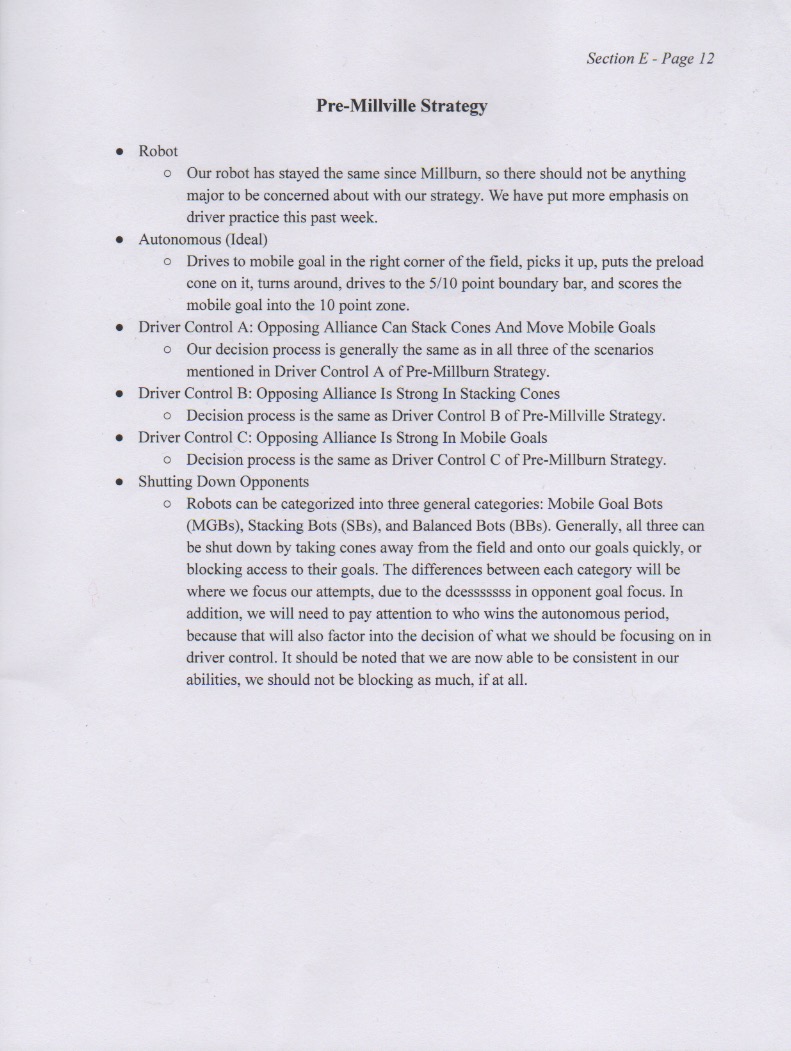 Section E - Page 12
Pre-Millville Strategy
● Robot
○ Our robot has stayed the same since Millburn, so there should not be anything
major to be concerned about with our strategy. We have put more emphasis on
driver practice this past week.
● Autonomous (Ideal)
○ Drives to mobile goal in the right corner of the field, picks it up, puts the preload
cone on it, turns around, drives to the 5/10 point boundary bar, and scores the
mobile goal into the 10 point zone.
● Driver Control A: Opposing Alliance Can Stack Cones And Move Mobile Goals
○ Our decision process is generally the same as in all three of the scenarios
mentioned in Driver Control A of Pre-Millburn Strategy.
● Driver Control B: Opposing Alliance Is Strong In Stacking Cones
○ Decision process is the same as Driver Control B of Pre-Millville Strategy.
● Driver Control C: Opposing Alliance Is Strong In Mobile Goals
○ Decision process is the same as Driver Control C of Pre-Millburn Strategy.
● Shutting Down Opponents
○ Robots can be categorized into three general categories: Mobile Goal Bots
(MGBs), Stacking Bots (SBs), and Balanced Bots (BBs). Generally, all three can
be shut down by taking cones away from the field and onto our goals quickly, or
blocking access to their goals. The differences between each category will be
where we focus our attempts, due to the dcesssssss in opponent goal focus. In
addition, we will need to pay attention to who wins the autonomous period,
because that will also factor into the decision of what we should be focusing on in
driver control. It should be noted that we are now able to be consistent in our
abilities, we should not be blocking as much, if at all.